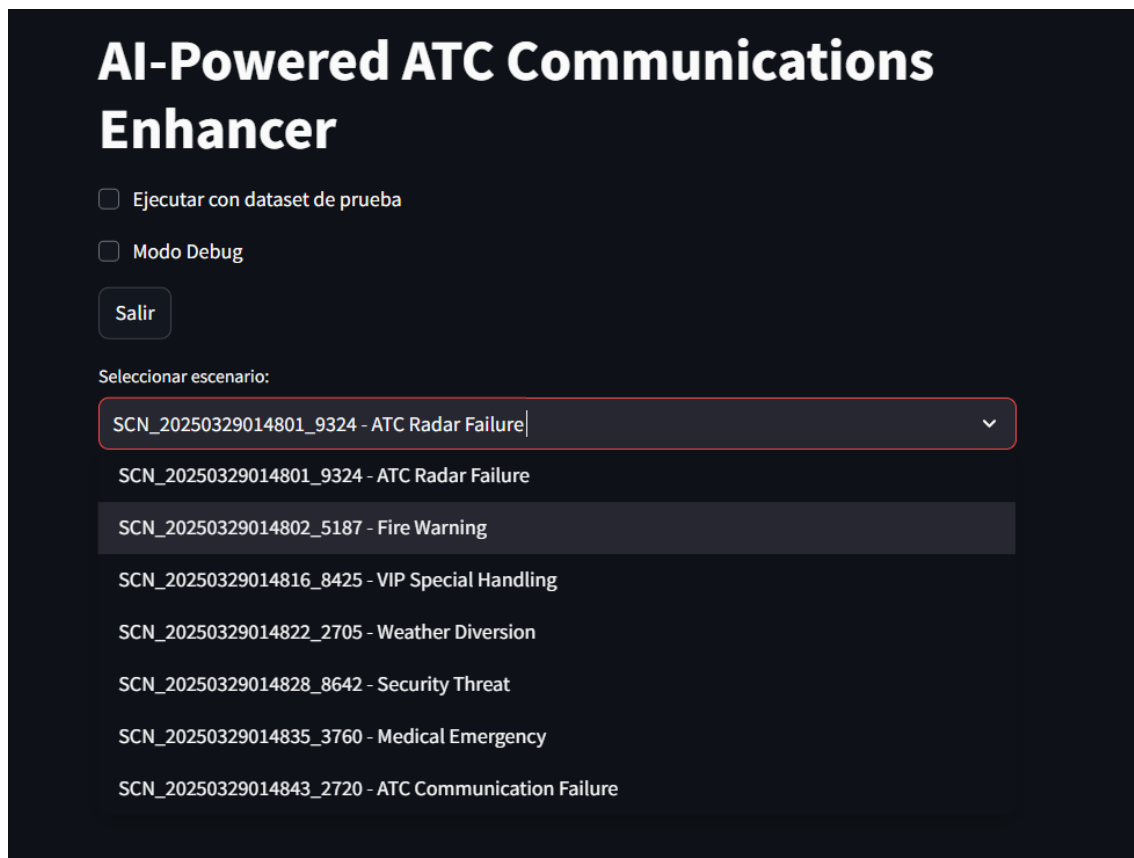 AI-Powered ATC Communications
Enhancer
Ejecutar con dataset de prueba
Modo Debug
Salir
Seleccionar escenario:
SCN_20250329014801_9324 - ATC Radar Failure
SCN_20250329014801_9324 - ATC Radar Failure
SCN_20250329014802_5187 - Fire Warning
SCN_20250329014816_8425 - VIP Special Handling
SCN_20250329014822_2705 - Weather Diversion
SCN_20250329014828_8642 - Security Threat
SCN_20250329014835_3760 - Medical Emergency
SCN_20250329014843_2720 - ATC Communication Failure